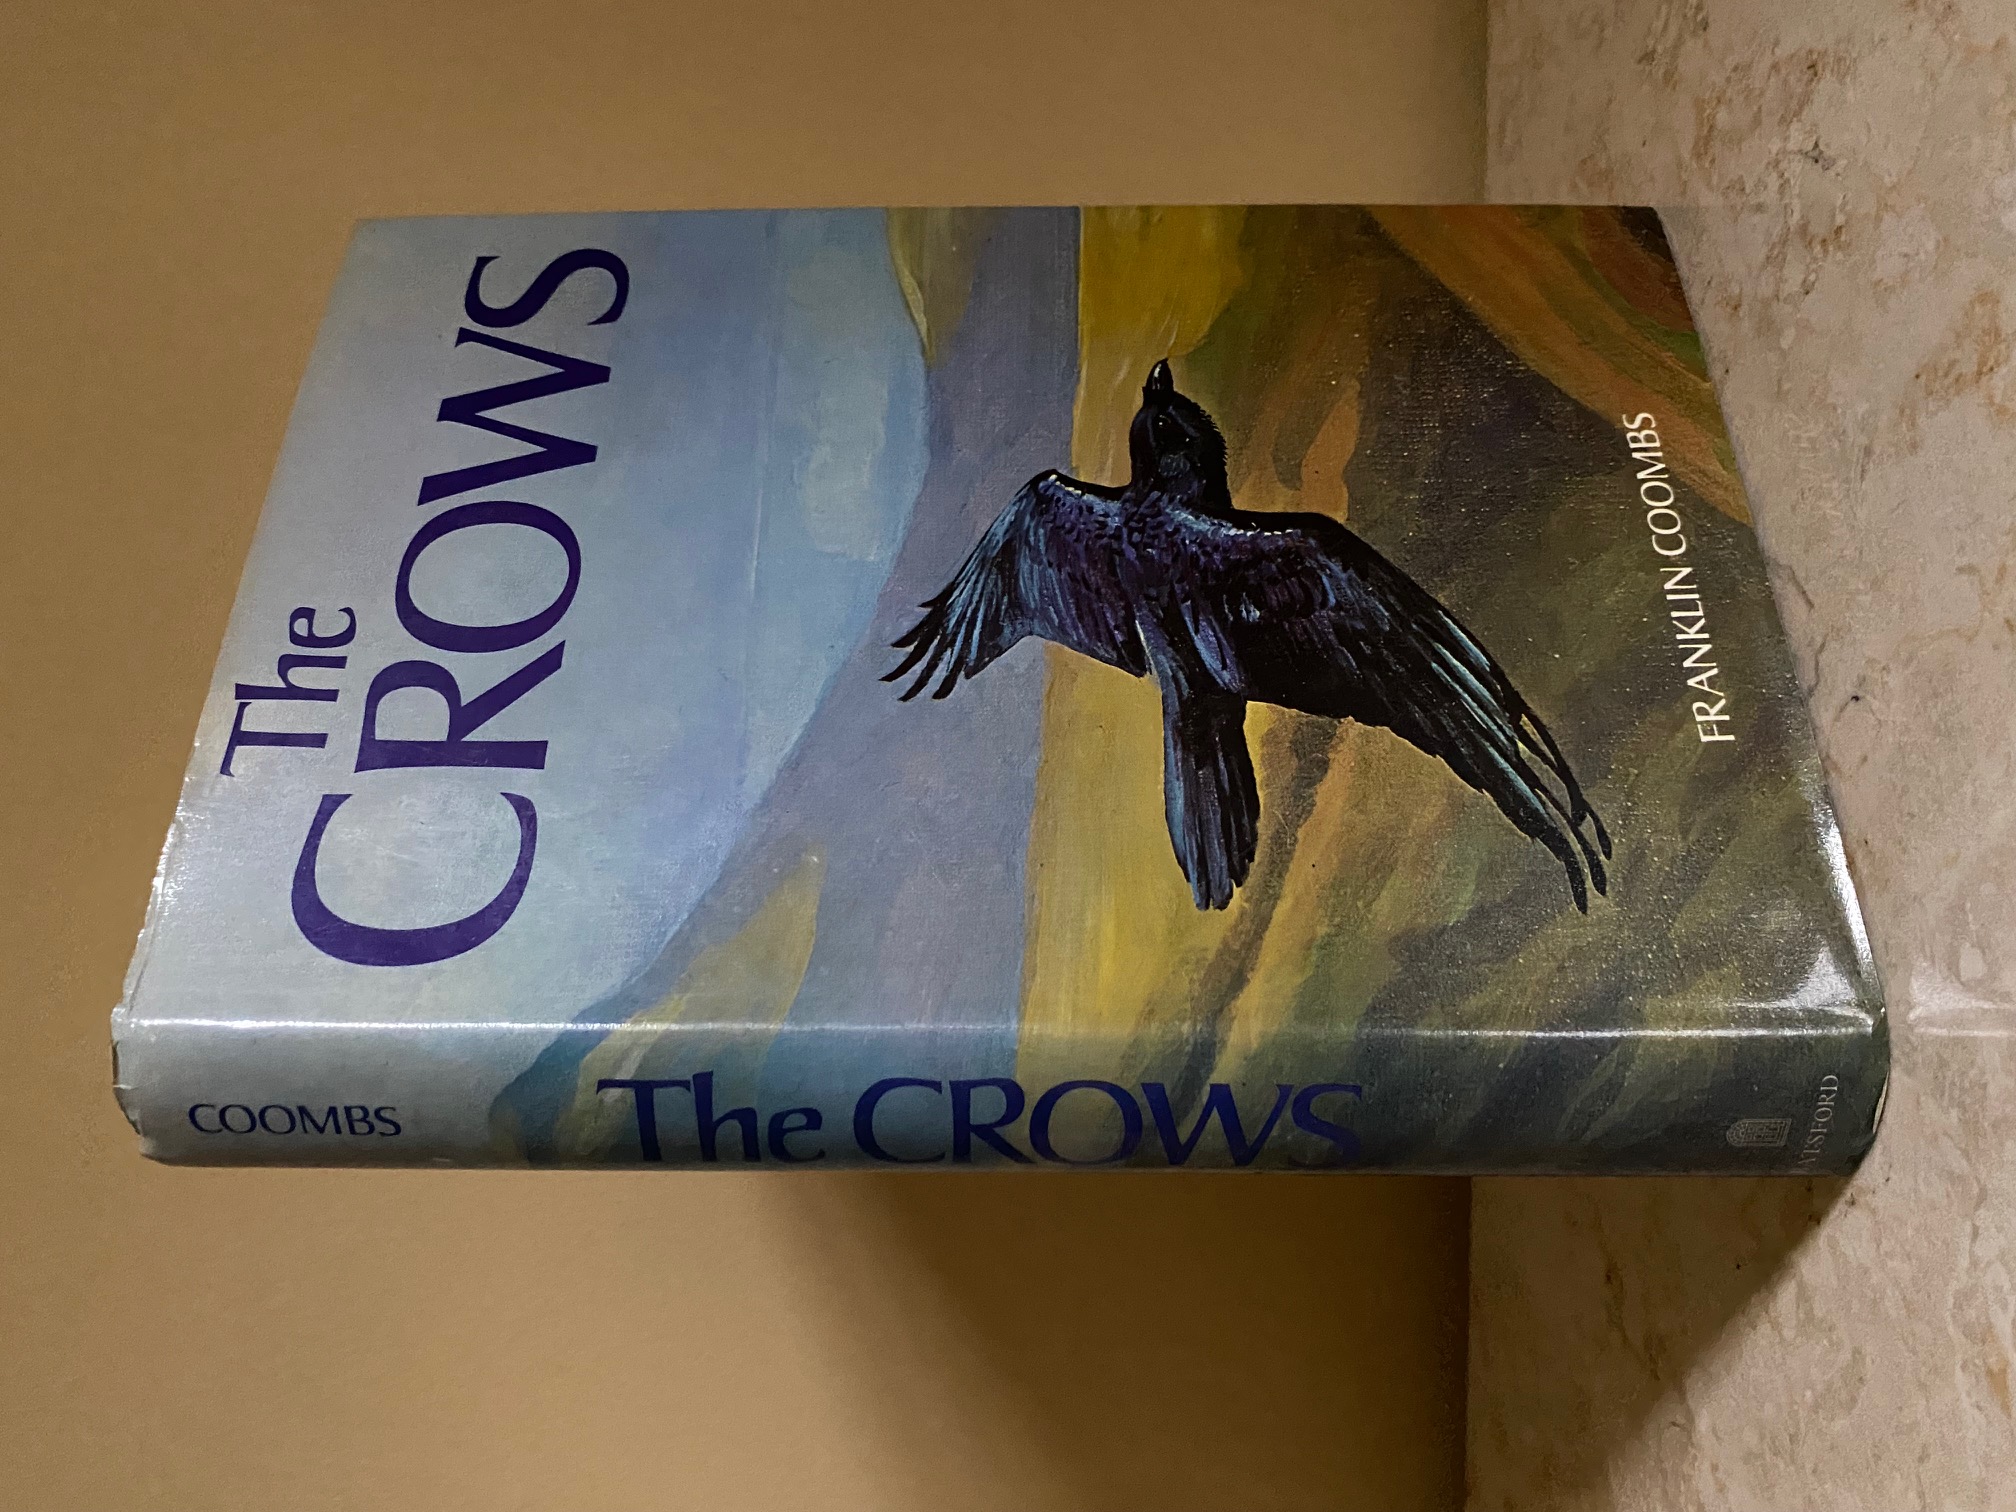 The
CROWS
FRANKLIN COOMBS
COOMBS
The CROWS